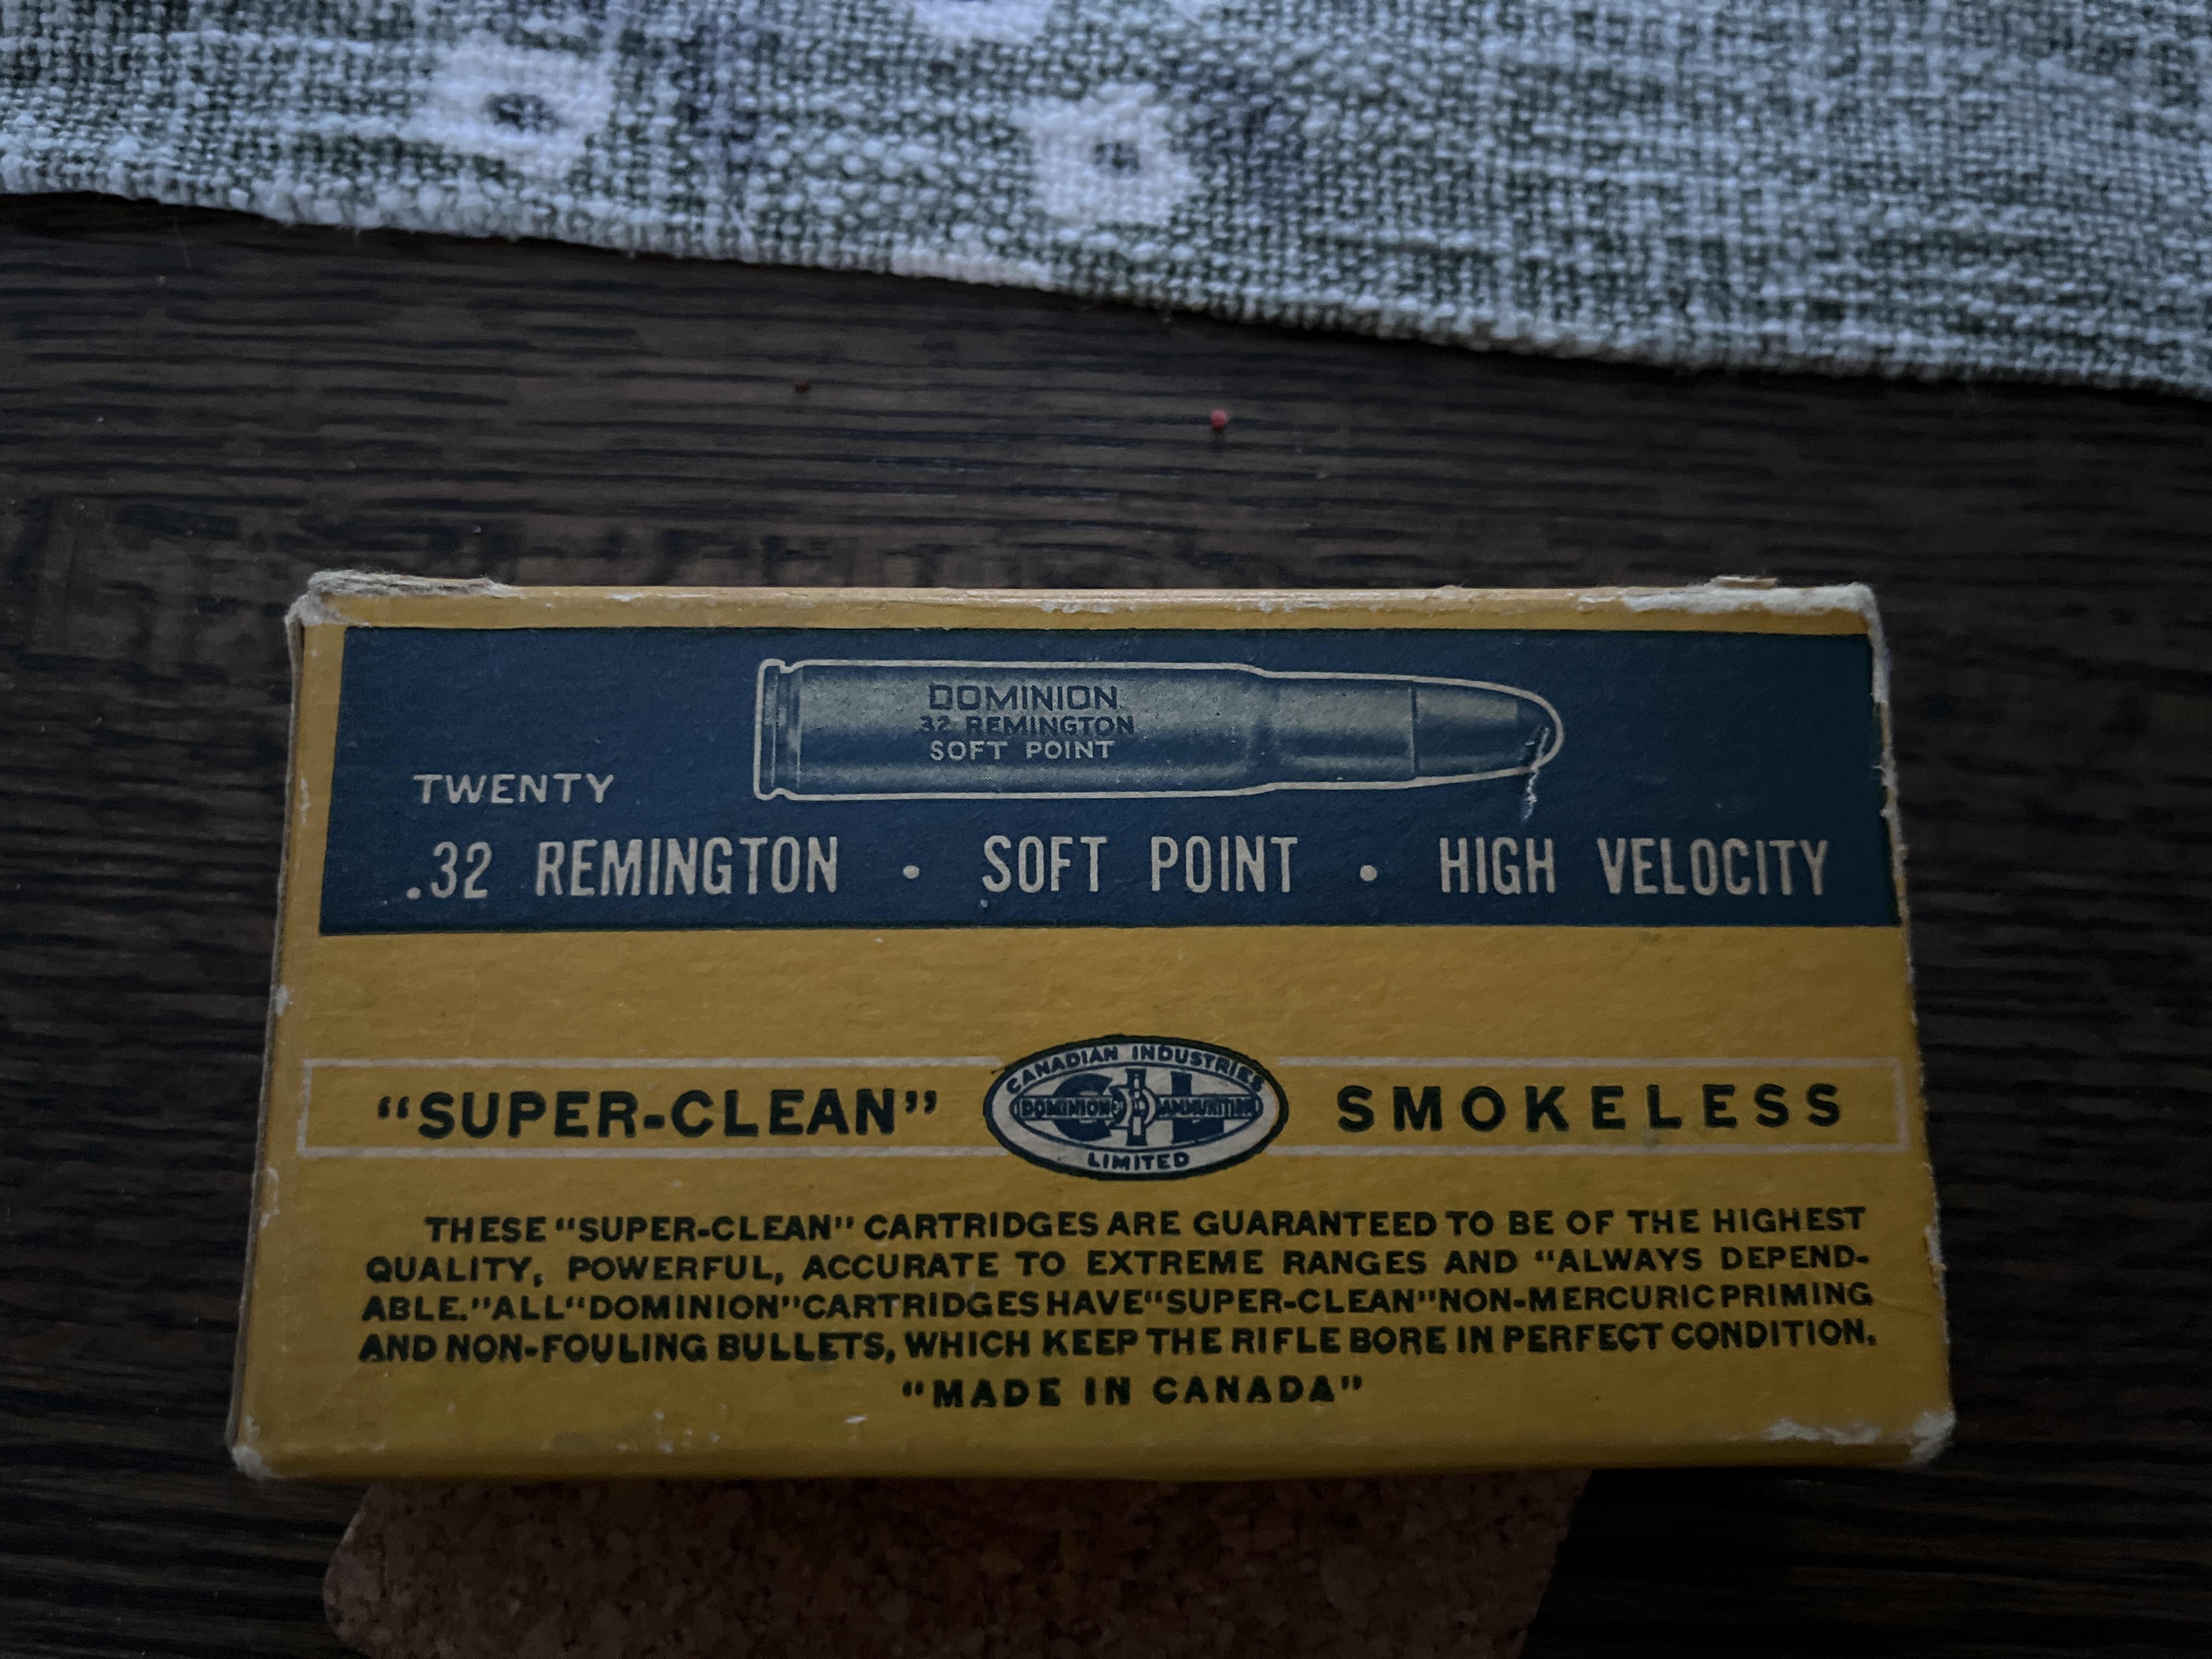 DOMINION
32 REMINGTON
SOFT POINT
TWENTY
.32 REMINGTON • SOFT POINT • HIGH VELOCITY
"SUPER-CLEAN"
CANADIAN INDUSTRIES
CIL
DOMINION AMMUNITION
LIMITED
SMOKELESS
THESE "SUPER-CLEAN" CARTRIDGES ARE GUARANTEED TO BE OF THE HIGHEST
QUALITY, POWERFUL, ACCURATE TO EXTREME RANGES AND "ALWAYS DEPEND-
ABLE." ALL "DOMINION" CARTRIDGES HAVE "SUPER-CLEAN" NON-MERCURIC PRIMING
AND NON-FOULING BULLETS, WHICH KEEP THE RIFLE BORE IN PERFECT CONDITION.
"MADE IN CANADA"